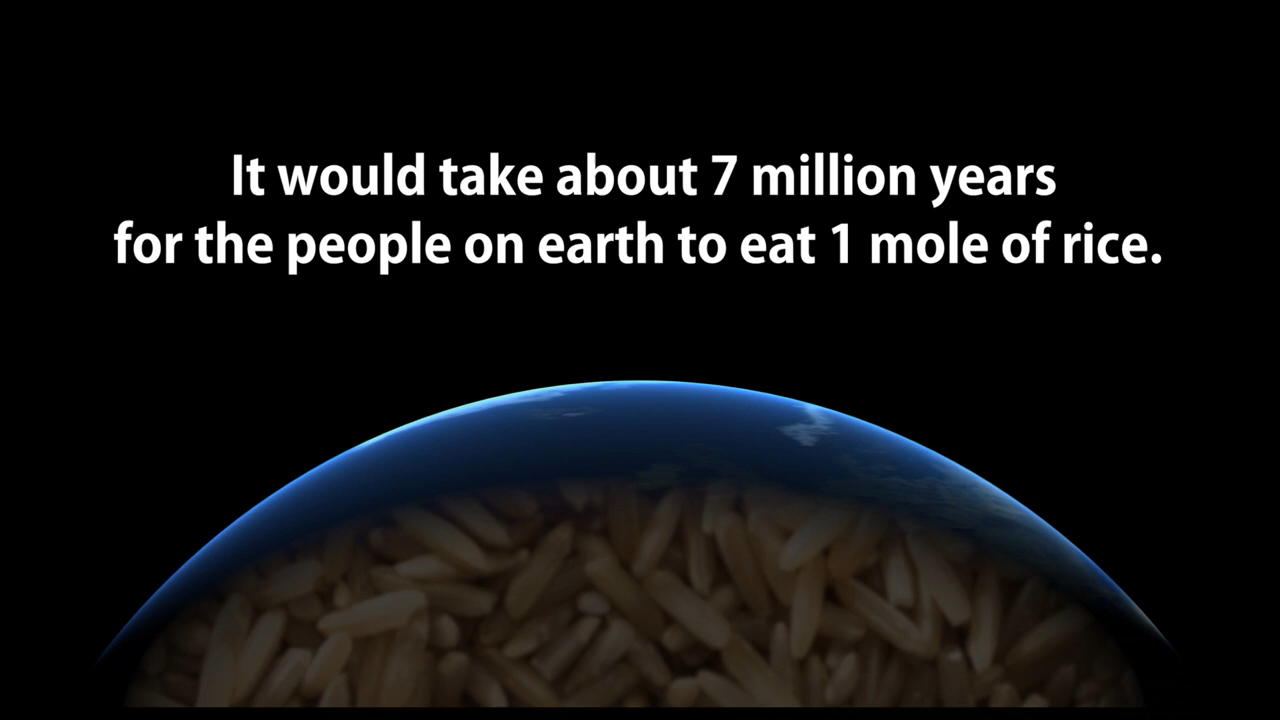 It would take about 7 million years
for the people on earth to eat 1 mole of rice.